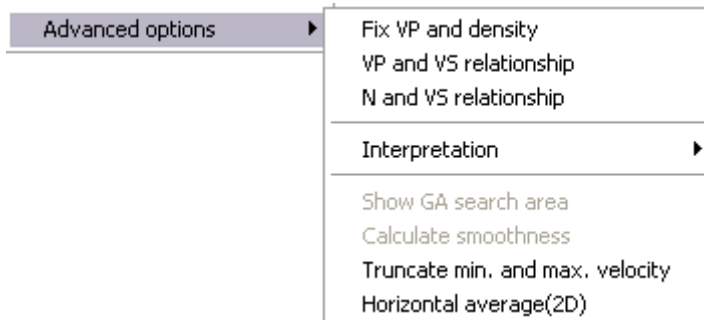 Advanced options
Fix VP and density
VP and VS relationship
N and VS relationship
Interpretation
Show GA search area
Calculate smoothness
Truncate min. and max. velocity
Horizontal average(2D)